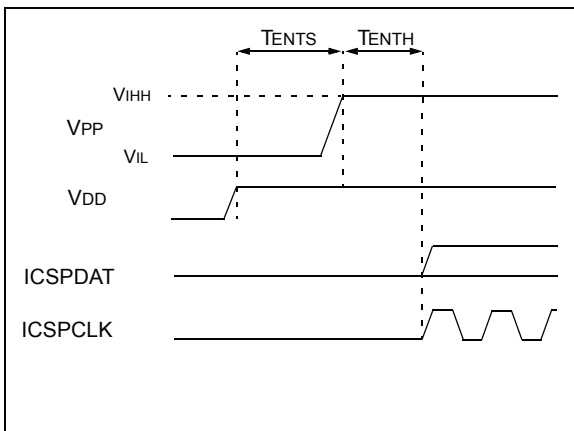 TENTS TENTH
VIHH
VPP
VIL
VDD
ICSPDAT
ICSPCLK